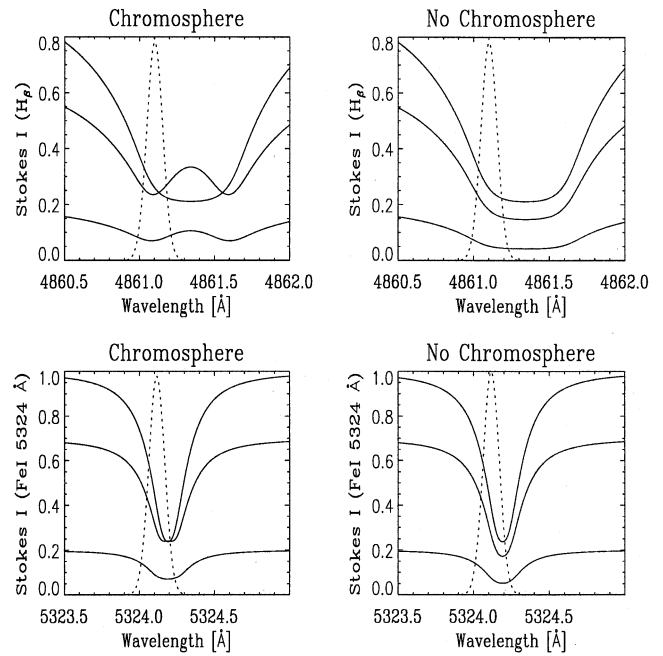 Chromosphere
No Chromosphere
Stokes I (Hβ)
0.8
0.6
0.4
0.2
0.0
4860.5 4861.0 4861.5 4862.0
Wavelength [Å]
Stokes I (Hβ)
0.8
0.6
0.4
0.2
0.0
4860.5 4861.0 4861.5 4862.0
Wavelength [Å]
Chromosphere
No Chromosphere
Stokes I (FeI 5324 Å)
1.0
0.8
0.6
0.4
0.2
0.0
5323.5 5324.0 5324.5
Wavelength [Å]
Stokes I (FeI 5324 Å)
1.0
0.8
0.6
0.4
0.2
0.0
5323.5 5324.0 5324.5
Wavelength [Å]